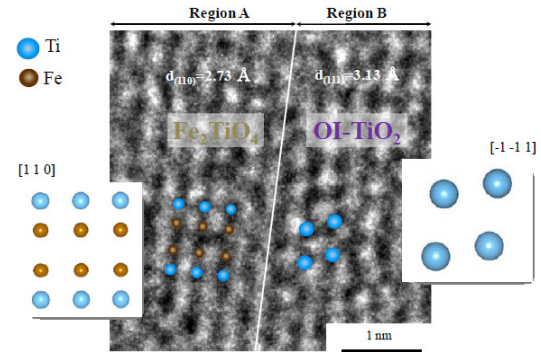 Region A
Region B
Ti
Fe
d(110)=2.73 Å
d(111)=3.13 Å
Fe2TiO4
OI-TiO2
[1 1 0]
[-1 -1 1]
1 nm